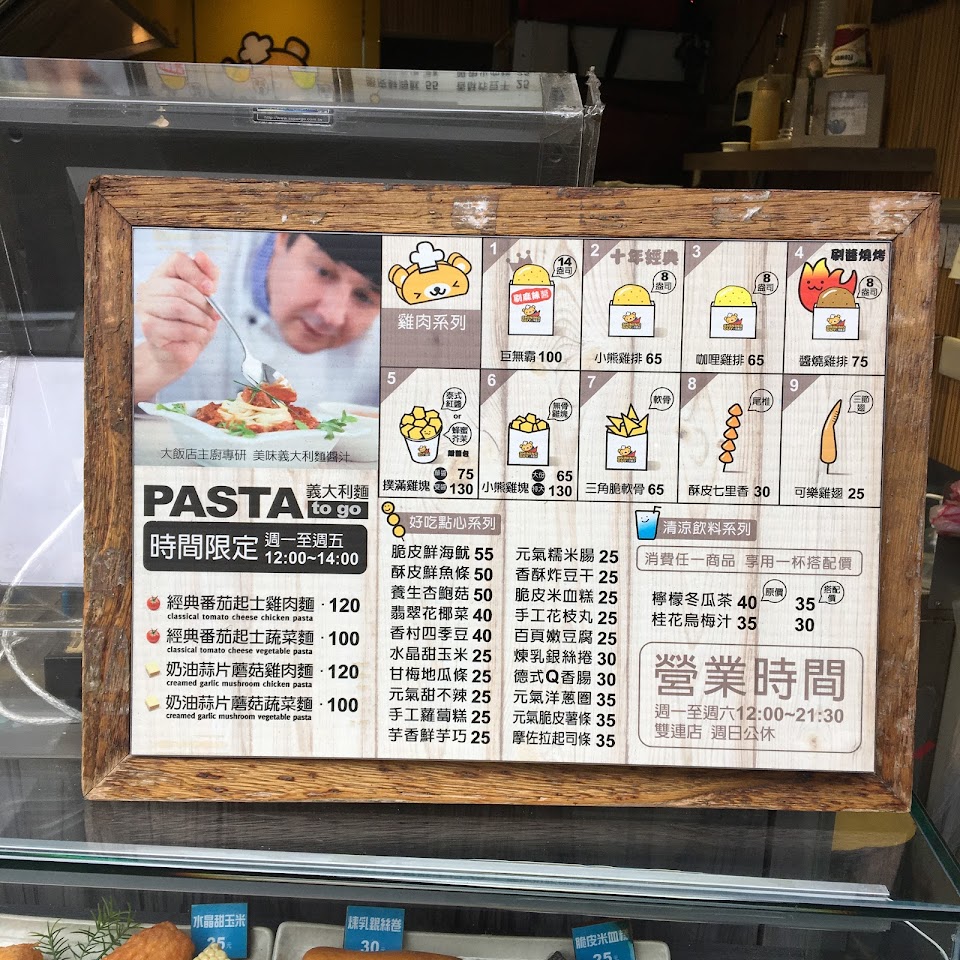 雞肉系列
1
14
盎司
巨無霸 100
2
十年經典
8
盎司
小熊雞排 65
3
8
盎司
咖哩雞排 65
4
刷醬燒烤
8
盎司
醬燒雞排 75
5
泰式
紅醬
or
蜂蜜
芥茉
撲滿雞塊 75
130
6
無骨
雞塊
小熊雞塊 65
130
7
軟骨
三角脆軟骨 65
8
尾椎
酥皮七里香 30
9
三節
翅
可樂雞翅 25
大飯店主廚專研 美味義大利麵醬汁
PASTA 義大利麵
to go
時間限定 週一至週五
12:00~14:00
經典番茄起士雞肉麵 · 120
classical tomato cheese chicken pasta
經典番茄起士蔬菜麵 · 100
classical tomato cheese vegetable pasta
奶油蒜片蘑菇雞肉麵 · 120
creamed garlic mushroom chicken pasta
奶油蒜片蘑菇蔬菜麵 · 100
creamed garlic mushroom vegetable pasta
好吃點心系列
脆皮鮮海魷 55
酥皮鮮魚條 50
養生杏鮑菇 50
翡翠花椰菜 40
香村四季豆 40
水晶甜玉米 25
甘梅地瓜條 25
元氣甜不辣 25
手工蘿蔔糕 25
芋香鮮芋巧 25
元氣糯米腸 25
香酥炸豆干 25
脆皮米血糕 25
手工花枝丸 25
百頁嫩豆腐 25
煉乳銀絲捲 30
德式Q香腸 30
元氣洋蔥圈 35
元氣脆皮薯條 35
摩佐拉起司條 35
清涼飲料系列
消費任一商品 享用一杯搭配價
原價
搭配
價
檸檬冬瓜茶 40 35
桂花烏梅汁 35 30
營業時間
週一至週六12:00~21:30
雙連店 週日公休
水晶甜玉米
25元
煉乳銀絲卷
30元
脆皮米血糕
25元